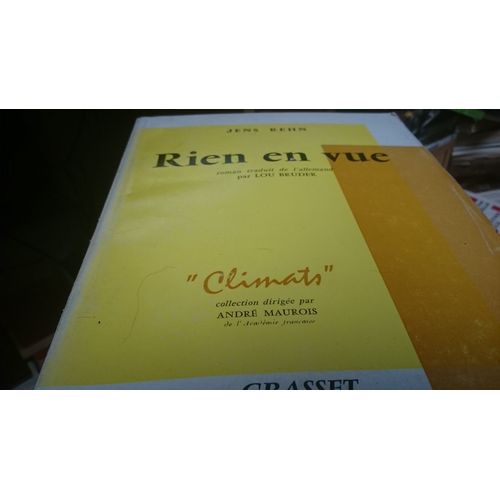 JENS REHN
Rien en vue
roman traduit de l'allemand
par LOU BRUDER
"Climats"
collection dirigée par
ANDRÉ MAUROIS
de l'Académie française
GRASSET